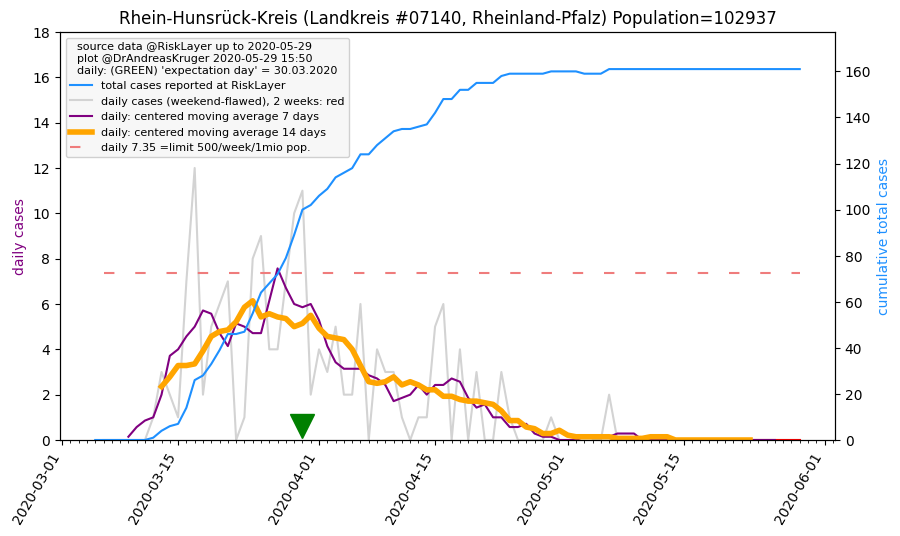 Rhein-Hunsrück-Kreis (Landkreis #07140, Rheinland-Pfalz) Population=102937
source data @RiskLayer up to 2020-05-29
plot @DrAndreasKruger 2020-05-29 15:50
daily: (GREEN) 'expectation day' = 30.03.2020
total cases reported at RiskLayer
daily cases (weekend-flawed), 2 weeks: red
daily: centered moving average 7 days
daily: centered moving average 14 days
daily 7.35 =limit 500/week/1mio pop.
daily cases
18
16
14
12
10
8
6
4
2
0
cumulative total cases
160
140
120
100
80
60
40
20
0
2020-03-01
2020-03-15
2020-04-01
2020-04-15
2020-05-01
2020-05-15
2020-06-01